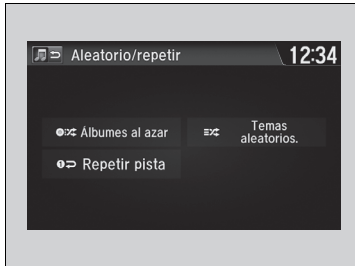 Aleatorio/repetir
12:34
Álbumes al azar
Temas
aleatorios.
Repetir pista